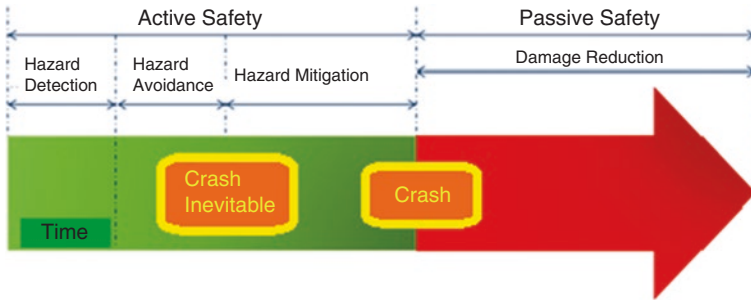 Active Safety
Passive Safety
Hazard
Detection
Hazard
Avoidance
Hazard Mitigation
Damage Reduction
Crash
Inevitable
Crash
Time